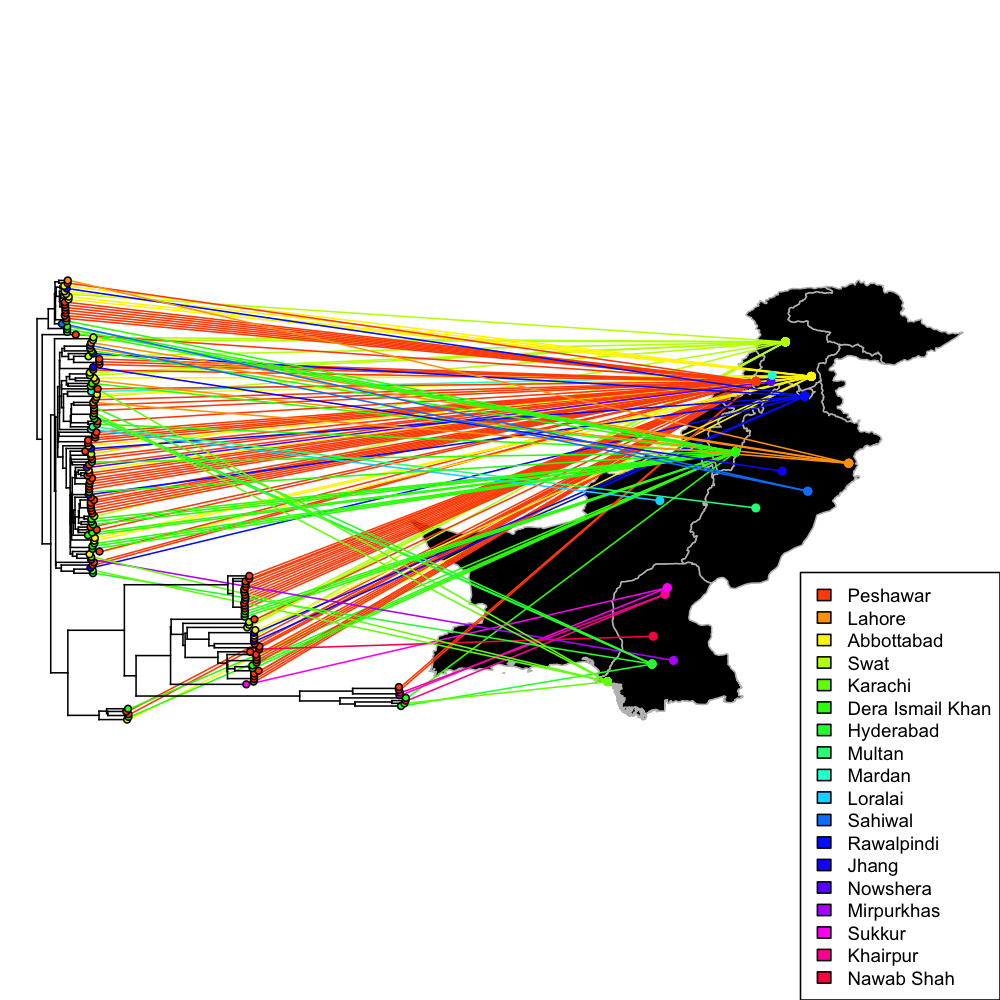 Peshawar
Lahore
Abbottabad
Swat
Karachi
Dera Ismail Khan
Hyderabad
Multan
Mardan
Loralai
Sahiwal
Rawalpindi
Jhang
Nowshera
Mirpurkhas
Sukkur
Khairpur
Nawab Shah